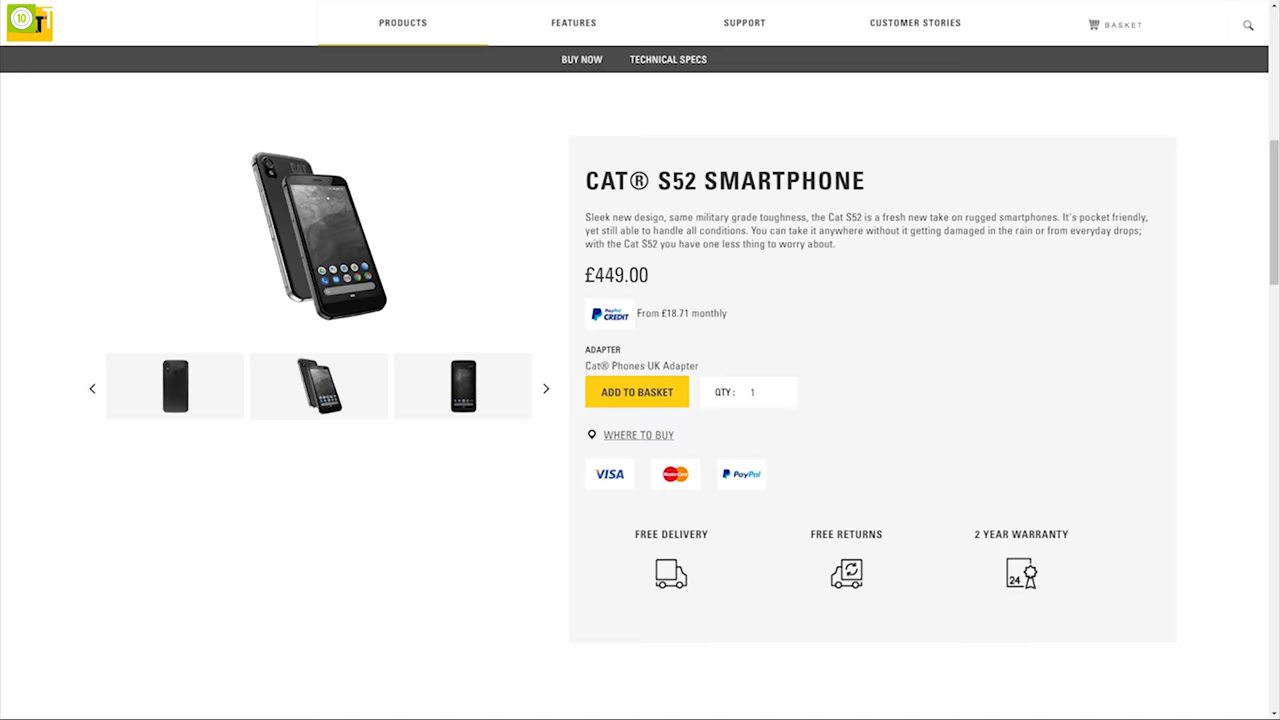 10
T
PRODUCTS
FEATURES
SUPPORT
CUSTOMER STORIES
BASKET
BUY NOW
TECHNICAL SPECS
CAT
CAT® S52 SMARTPHONE
Sleek new design, same military grade toughness, the Cat S52 is a fresh new take on rugged smartphones. It's pocket friendly,
yet still able to handle all conditions. You can take it anywhere without it getting damaged in the rain or from everyday drops;
with the Cat S52 you have one less thing to worry about.
£449.00
PayPal
CREDIT
From £18.71 monthly
ADAPTER
Cat® Phones UK Adapter
ADD TO BASKET
QTY : 1
WHERE TO BUY
VISA
MasterCard
PayPal
FREE DELIVERY
FREE RETURNS
2 YEAR WARRANTY
24